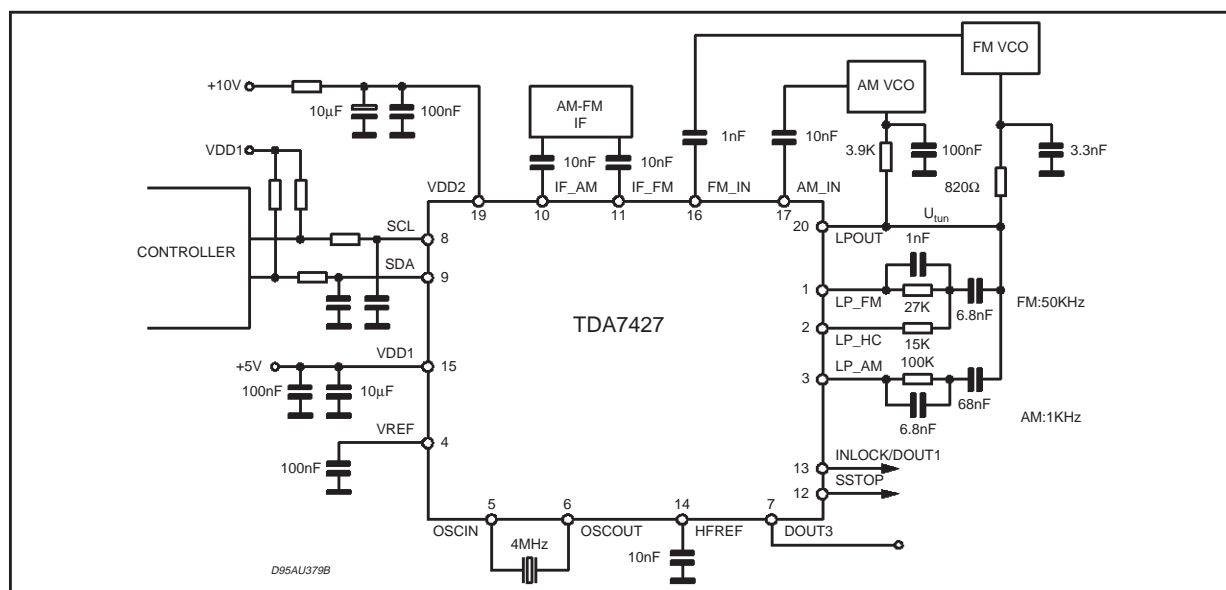 FM VCO
+10V
AM VCO
10μF
100nF
AM-FM
IF
1nF
10nF
VDD1
10nF
10nF
3.9K
100nF
3.3nF
820Ω
VDD2
IF_AM
IF_FM
FM_IN
AM_IN
19
10
11
16
17
Utun
20
LPOUT
SCL
8
1nF
CONTROLLER
SDA
9
1
LP_FM
27K
6.8nF
FM:50KHz
TDA7427
2
LP_HC
15K
VDD1
+5V
15
100K
3
LP_AM
100nF
10μF
68nF
6.8nF
AM:1KHz
VREF
4
100nF
INLOCK/DOUT1
13
SSTOP
12
5
6
14
7
OSCIN
OSCOUT
HFREF
DOUT3
4MHz
10nF
D95AU379B